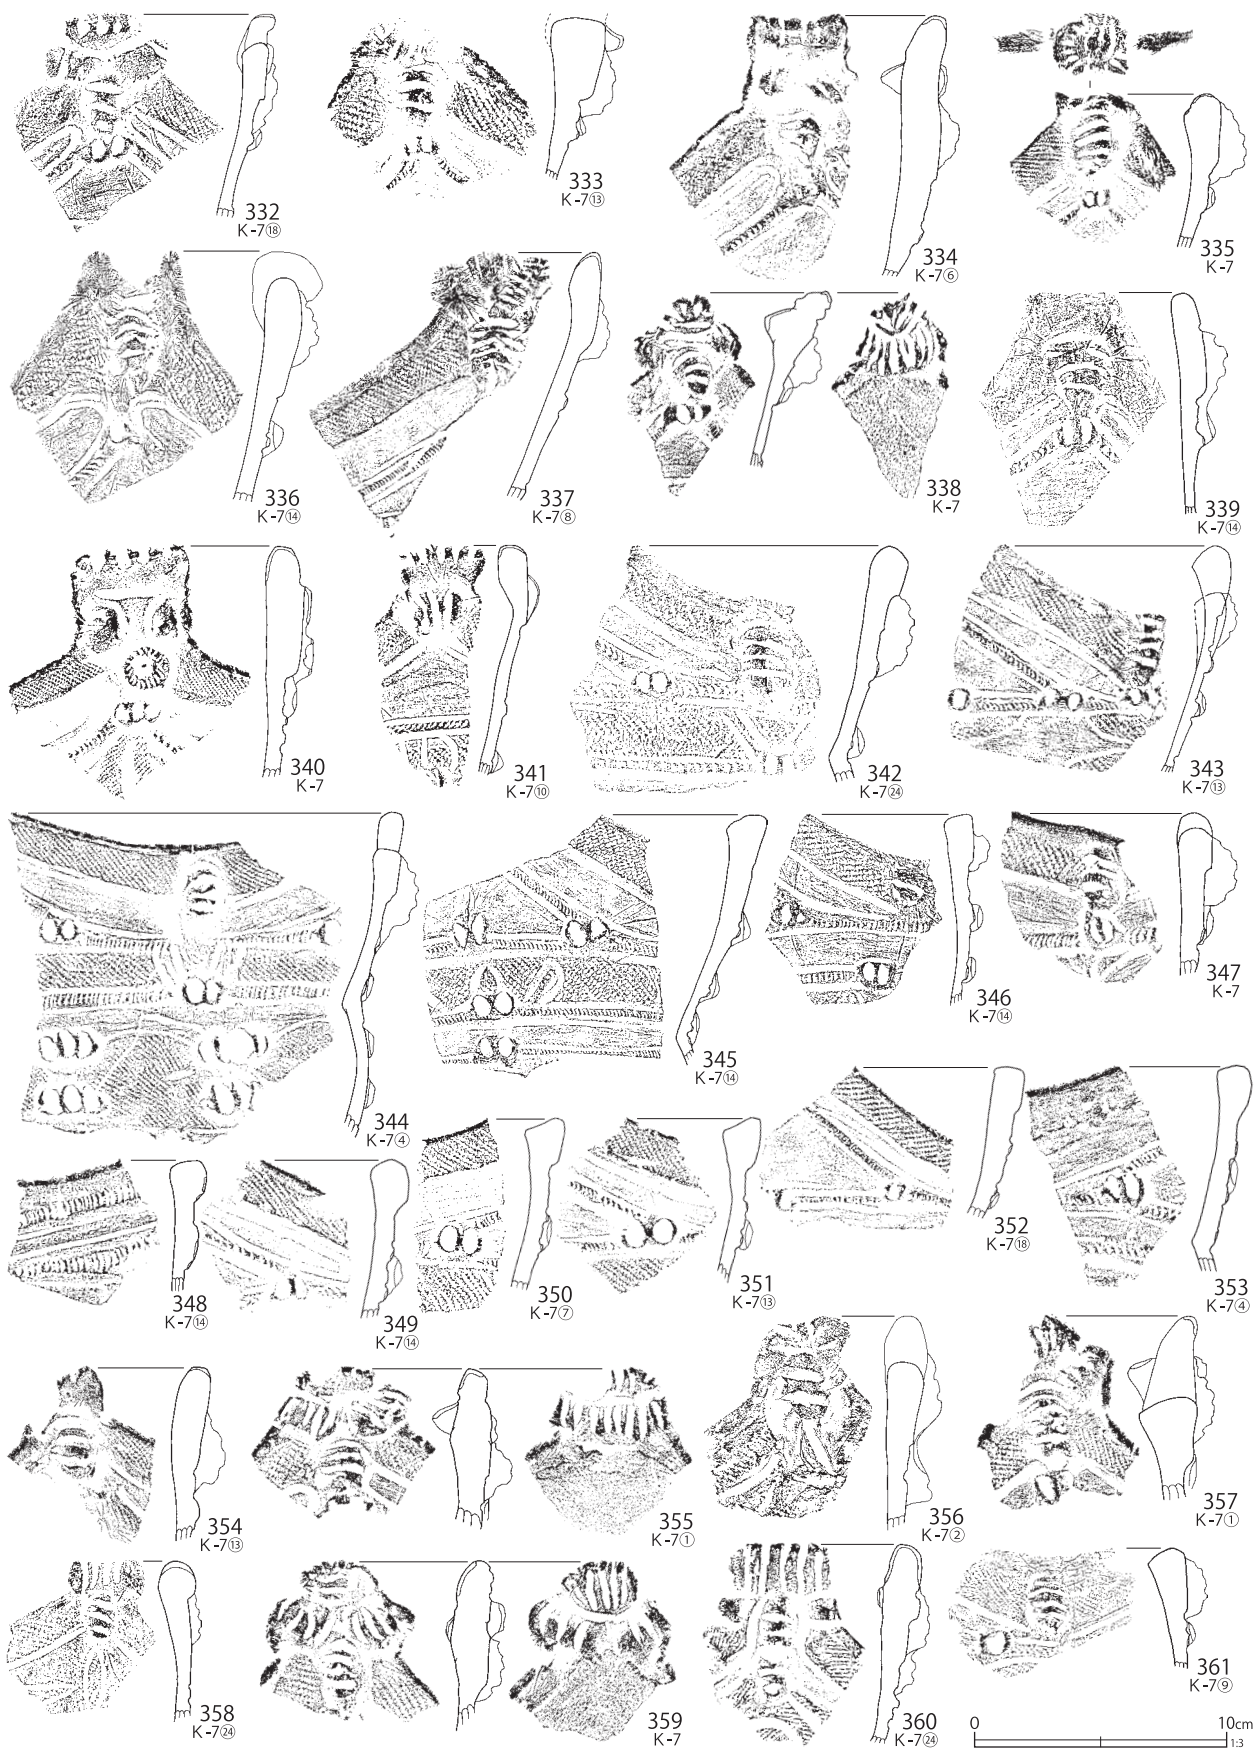 332
K-7⑱
333
K-7⑬
334
K-7⑥
335
K-7
336
K-7⑭
337
K-7⑧
338
K-7
339
K-7⑭
340
K-7
341
K-7⑩
342
K-7㉔
343
K-7⑬
344
K-7④
345
K-7⑭
346
K-7⑭
347
K-7
348
K-7⑭
349
K-7⑭
350
K-7⑦
351
K-7⑬
352
K-7⑱
353
K-7④
354
K-7⑬
355
K-7①
356
K-7②
357
K-7①
358
K-7㉔
359
K-7
360
K-7㉔
361
K-7⑨
0 10cm
1:3